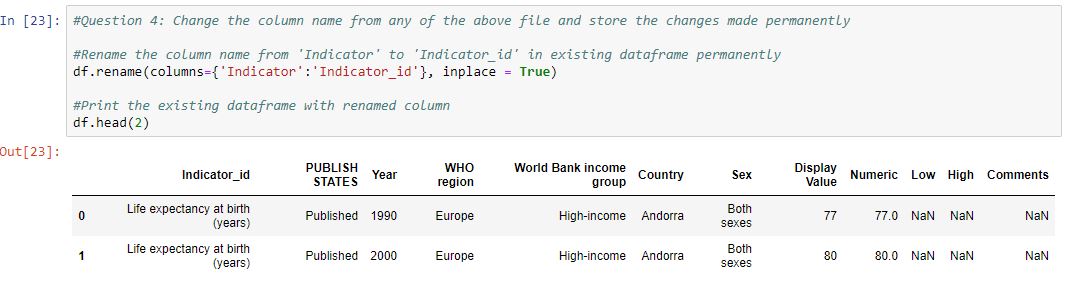 In [23]: #Question 4: Change the column name from any of the above file and store the changes made permanently
#Rename the column name from 'Indicator' to 'Indicator_id' in existing dataframe permanently
df.rename(columns={'Indicator':'Indicator_id'}, inplace = True)
#Print the existing dataframe with renamed column
df.head(2)
Out[23]:
Indicator_id PUBLISH STATES Year WHO region World Bank income group Country Sex Display Value Numeric Low High Comments
0 Life expectancy at birth (years) Published 1990 Europe High-income Andorra Both sexes 77 77.0 NaN NaN NaN
1 Life expectancy at birth (years) Published 2000 Europe High-income Andorra Both sexes 80 80.0 NaN NaN NaN